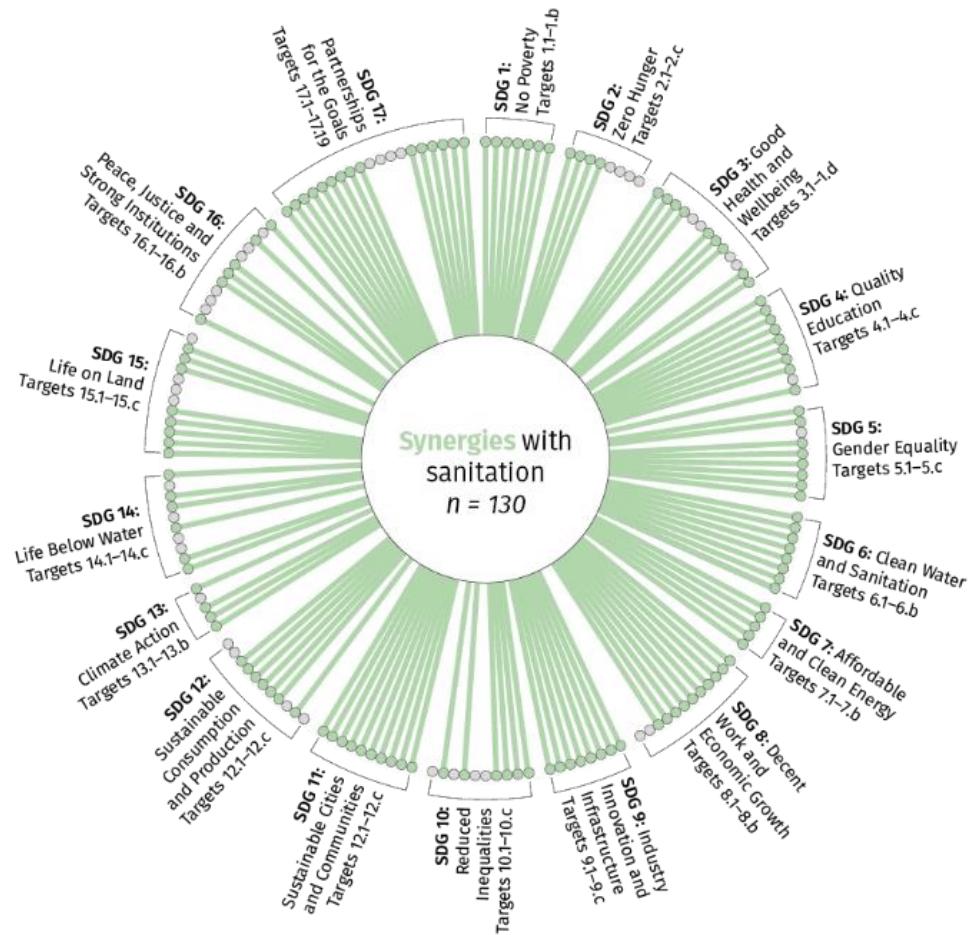 Synergies with
sanitation
n = 130
SDG 1:
No Poverty
Targets 1.1–1.b
SDG 2:
Zero Hunger
Targets 2.1–2.c
SDG 3: Good
Health and
Wellbeing
Targets 3.1–1.d
SDG 4: Quality
Education
Targets 4.1–4.c
SDG 5:
Gender Equality
Targets 5.1–5.c
SDG 6: Clean Water
and Sanitation
Targets 6.1–6.b
SDG 7: Affordable
and Clean Energy
Targets 7.1–7.b
SDG 8: Decent
Work and
Economic Growth
Targets 8.1–8.b
SDG 9: Industry
Innovation and
Infrastructure
Targets 9.1–9.c
SDG 10:
Reduced
Inequalities
Targets 10.1–10.c
SDG 11:
Sustainable Cities
and Communities
Targets 12.1–12.c
SDG 12:
Sustainable
Consumption
and Production
Targets 12.1–12.c
SDG 13:
Climate Action
Targets 13.1–13.b
SDG 14:
Life Below Water
Targets 14.1–14.c
SDG 15:
Life on Land
Targets 15.1–15.c
SDG 16:
Peace, Justice and
Strong Institutions
Targets 16.1–16.b
SDG 17:
Partnerships
for the Goals
Targets 17.1–17.19